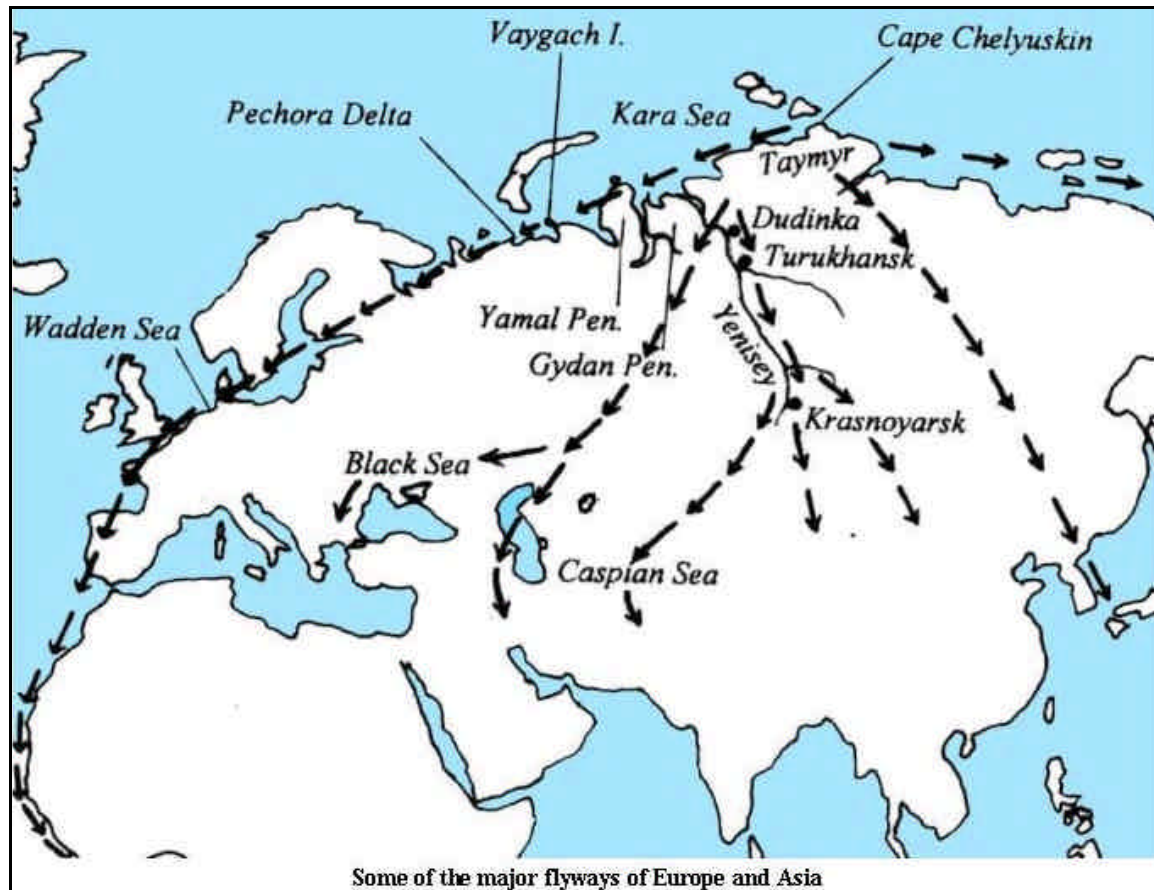 Vaygach I.
Cape Chelyuskin
Pechora Delta
Kara Sea
Taymyr
Dudinka
Turukhansk
Wadden Sea
Yamal Pen.
Yenisey
Gydan Pen.
Krasnoyarsk
Black Sea
Caspian Sea
Some of the major flyways of Europe and Asia